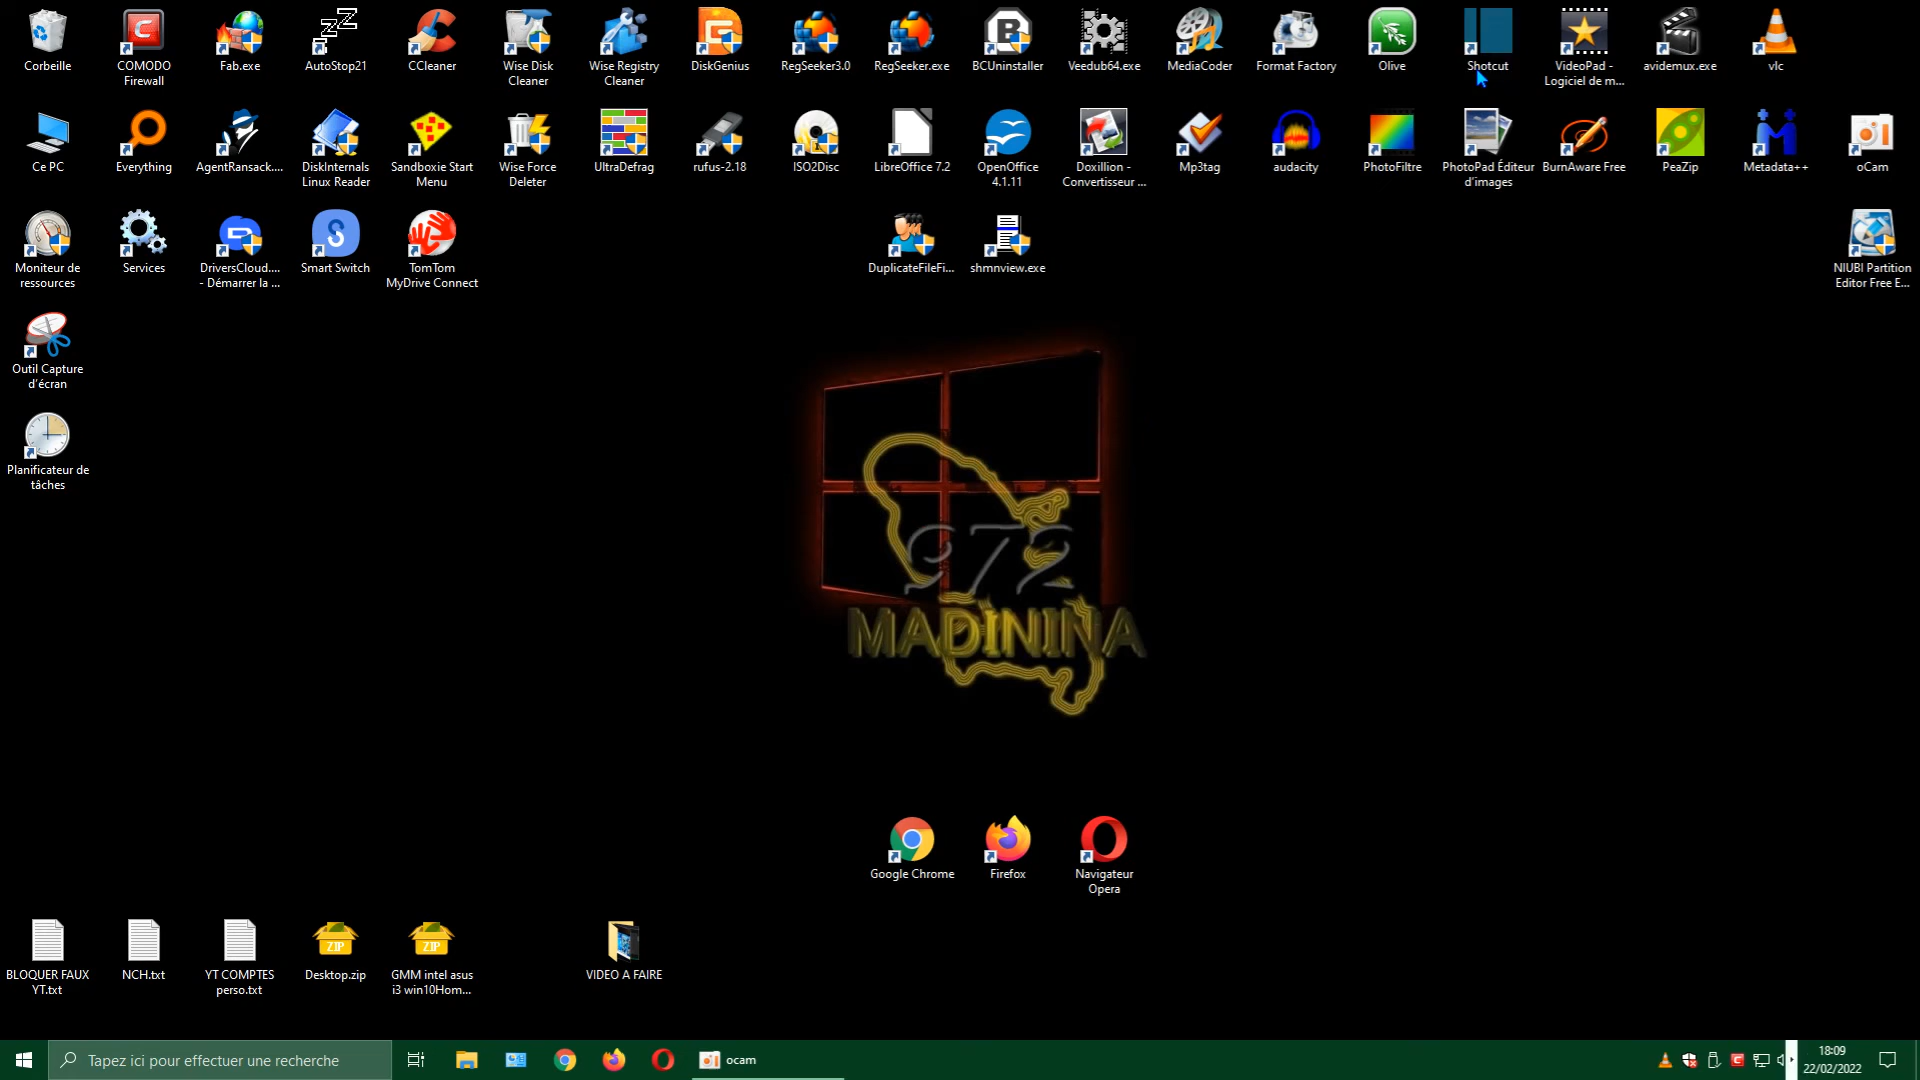 Corbeille
COMODO
Firewall
Fab.exe
AutoStop21
CCleaner
Wise Disk
Cleaner
Wise Registry
Cleaner
DiskGenius
RegSeeker3.0
RegSeeker.exe
BCUninstaller
Veedub64.exe
MediaCoder
Format Factory
Olive
Shotcut
VideoPad -
Logiciel de m...
avidemux.exe
vlc
Ce PC
Everything
AgentRansack....
DiskInternals
Linux Reader
Sandboxie Start
Menu
Wise Force
Deleter
UltraDefrag
rufus-2.18
ISO2Disc
LibreOffice 7.2
OpenOffice
4.1.11
Doxillion -
Convertisseur ...
Mp3tag
audacity
PhotoFiltre
PhotoPad Éditeur
d'images
BurnAware Free
PeaZip
Metadata++
oCam
Moniteur de
ressources
Services
DriversCloud....
- Démarrer la ...
Smart Switch
TomTom
MyDrive Connect
DuplicateFileFi...
shmnview.exe
NIUBI Partition
Editor Free E...
Outil Capture
d'écran
Planificateur de
tâches
972
MADININA
Google Chrome
Firefox
Navigateur
Opera
ZIP
ZIP
BLOQUER FAUX
YT.txt
NCH.txt
YT COMPTES
perso.txt
Desktop.zip
GMM intel asus
i3 win10Hom...
VIDEO A FAIRE
Tapez ici pour effectuer une recherche
ocam
18:09
22/02/2022